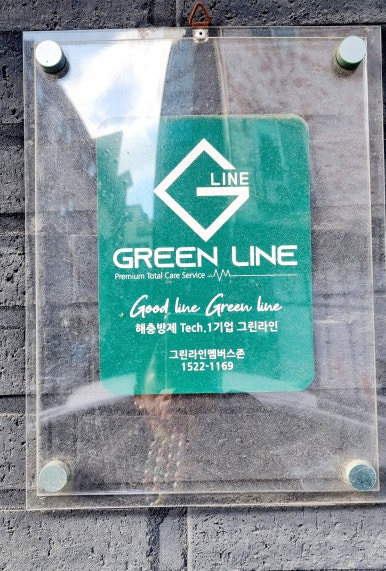 LINE
GREEN LINE
Premium Total Care Service
Good line Green line
해충방제 Tech.1기업 그린라인
그린라인멤버스존
1522-1169